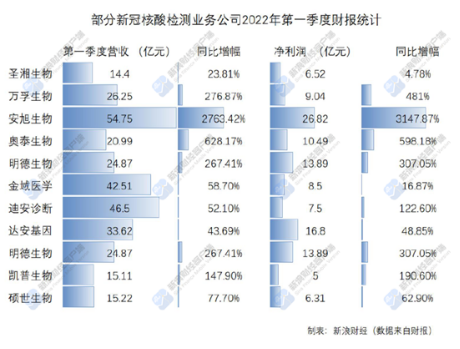 部分新冠核酸检测业务公司2022年第一季度财报统计
第一季度营收（亿元） 同比增幅 净利润（亿元） 同比增幅
圣湘生物 14.4 23.81% 6.52 4.78%
万孚生物 26.25 276.87% 9.04 481%
安旭生物 54.75 2763.42% 26.82 3147.87%
奥泰生物 20.99 628.17% 10.49 598.18%
明德生物 24.87 267.41% 13.89 307.05%
金域医学 42.51 58.70% 8.5 16.87%
迪安诊断 46.5 52.10% 7.5 122.60%
达安基因 33.62 43.69% 16.8 48.85%
明德生物 24.87 267.41% 13.89 307.05%
凯普生物 15.11 147.90% 5 190.60%
硕世生物 15.22 77.70% 6.31 62.90%
制表：新浪财经（数据来自财报）